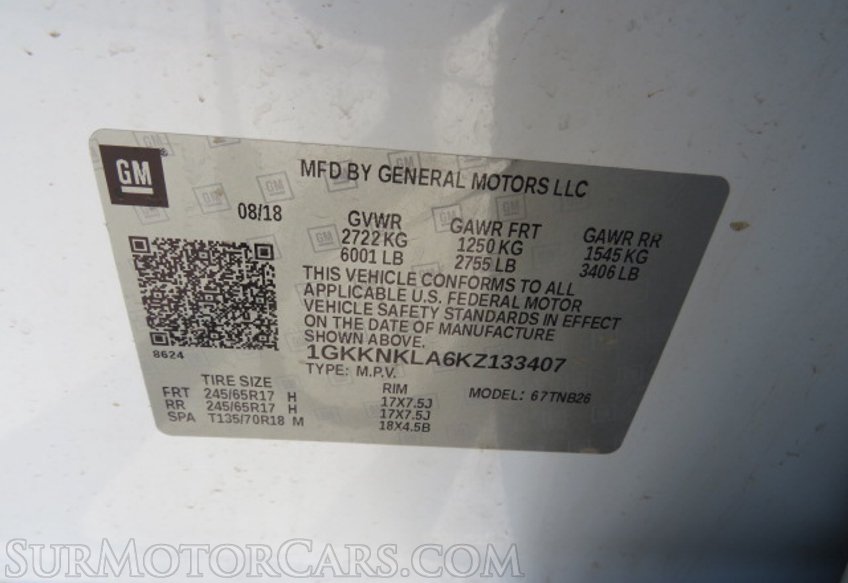 GM
MFD BY GENERAL MOTORS LLC
08/18
GVWR GAWR FRT GAWR RR
2722 KG 1250 KG 1545 KG
6001 LB 2755 LB 3406 LB
THIS VEHICLE CONFORMS TO ALL
APPLICABLE U.S. FEDERAL MOTOR
VEHICLE SAFETY STANDARDS IN EFFECT
ON THE DATE OF MANUFACTURE
SHOWN ABOVE.
8624
1GKKNKLA6KZ133407
TYPE: M.P.V.
TIRE SIZE RIM MODEL: 67TNB26
FRT 245/65R17 H 17X7.5J
RR 245/65R17 H 17X7.5J
SPA T135/70R18 M 18X4.5B
SURMOTORCARS.COM